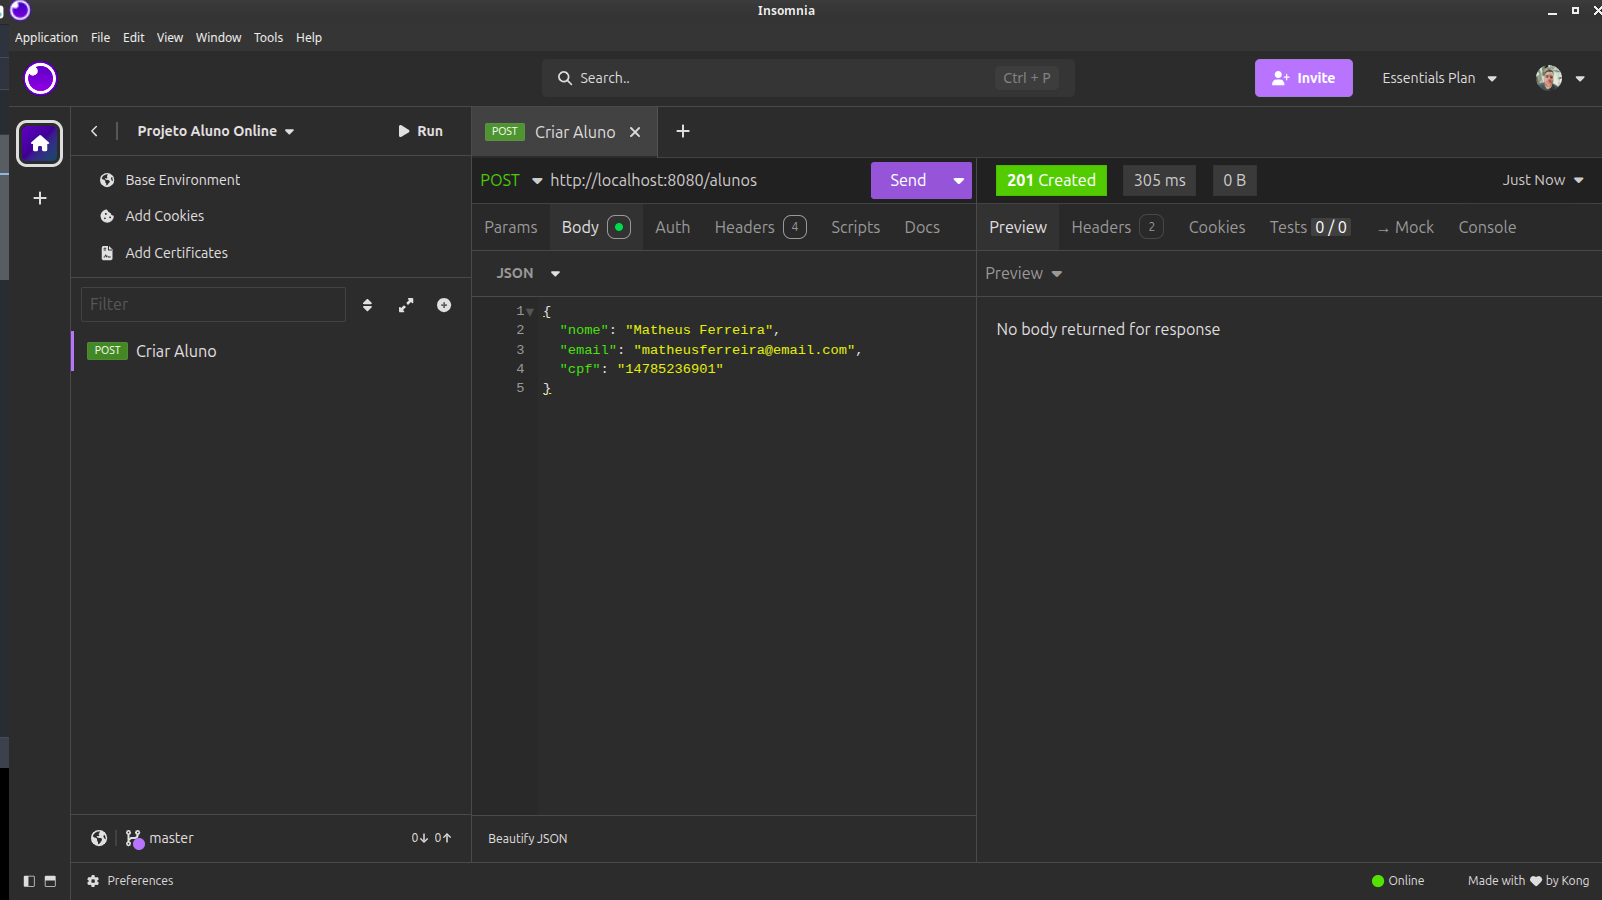 Insomnia
Application File Edit View Window Tools Help
Search.. Ctrl + P
Invite
Essentials Plan
Projeto Aluno Online
Run
POST Criar Aluno
Base Environment
Add Cookies
Add Certificates
Filter
POST Criar Aluno
master
0 0
POST http://localhost:8080/alunos
Send
Params Body Auth Headers 4 Scripts Docs
JSON
1 {
2 "nome": "Matheus Ferreira",
3 "email": "matheusferreira@email.com",
4 "cpf": "14785236901"
5 }
Beautify JSON
201 Created 305 ms 0 B
Just Now
Preview Headers 2 Cookies Tests 0 / 0 → Mock Console
Preview
No body returned for response
Preferences
Online
Made with ♥ by Kong